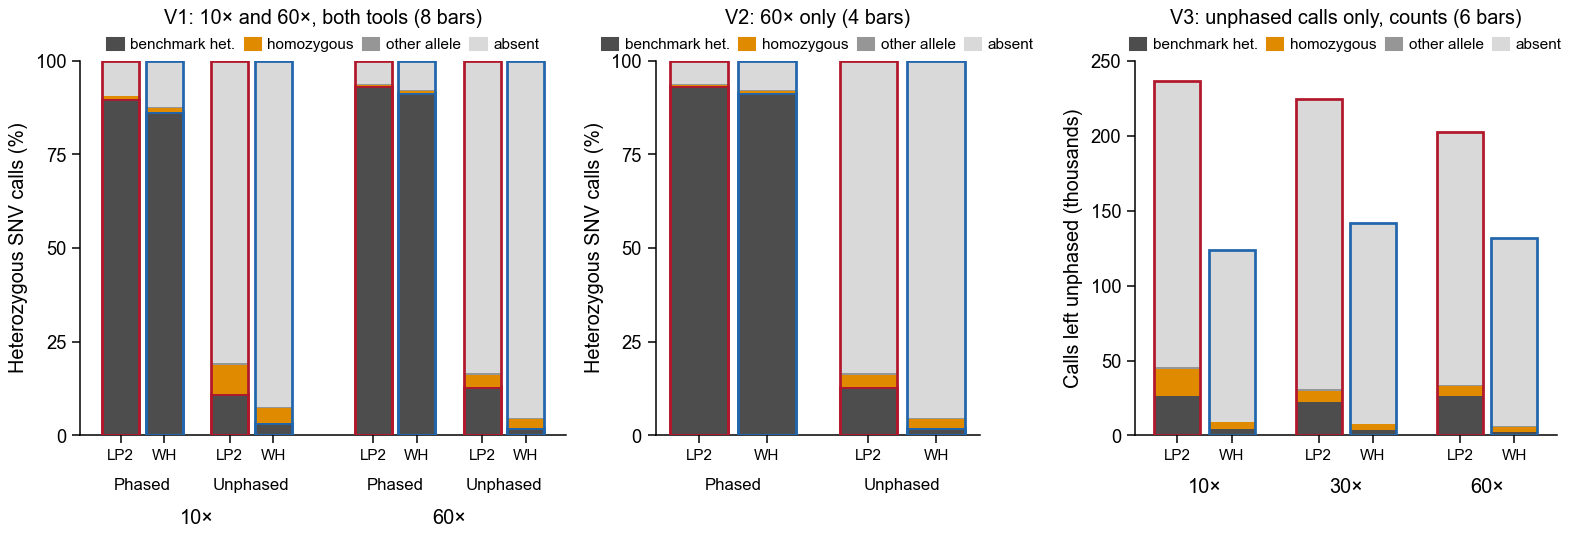 V1: 10× and 60×, both tools (8 bars)
benchmark het. homozygous other allele absent
Heterozygous SNV calls (%)
100
75
50
25
0
LP2 WH LP2 WH LP2 WH LP2 WH
Phased Unphased Phased Unphased
10× 60×
V2: 60× only (4 bars)
benchmark het. homozygous other allele absent
Heterozygous SNV calls (%)
100
75
50
25
0
LP2 WH LP2 WH
Phased Unphased
V3: unphased calls only, counts (6 bars)
benchmark het. homozygous other allele absent
Calls left unphased (thousands)
250
200
150
100
50
0
LP2 WH LP2 WH LP2 WH
10× 30× 60×